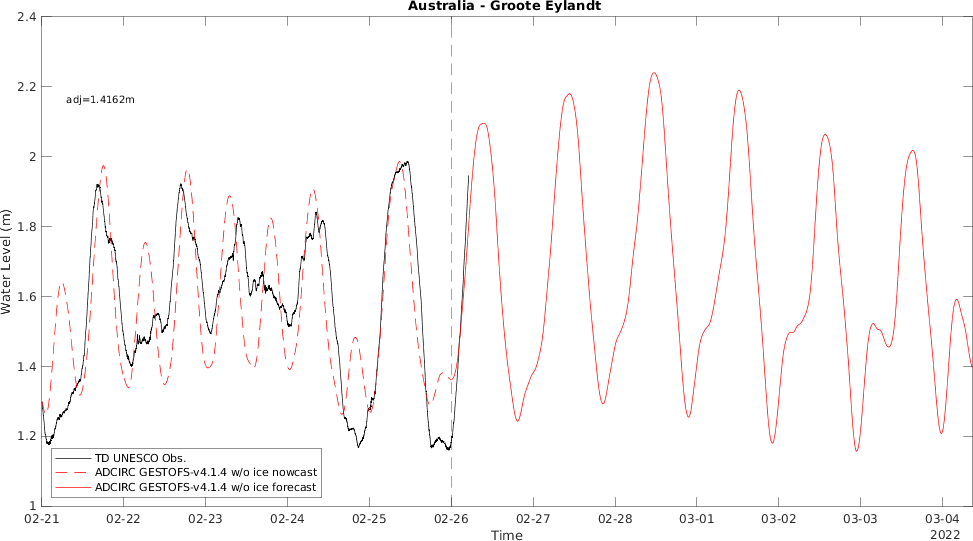 Australia - Groote Eylandt
2.4
2.2
2
1.8
1.6
1.4
1.2
1
Water Level (m)
adj=1.4162m
TD UNESCO Obs.
ADCIRC GESTOFS-v4.1.4 w/o ice nowcast
ADCIRC GESTOFS-v4.1.4 w/o ice forecast
02-21 02-22 02-23 02-24 02-25 02-26 02-27 02-28 03-01 03-02 03-03 03-04
2022
Time